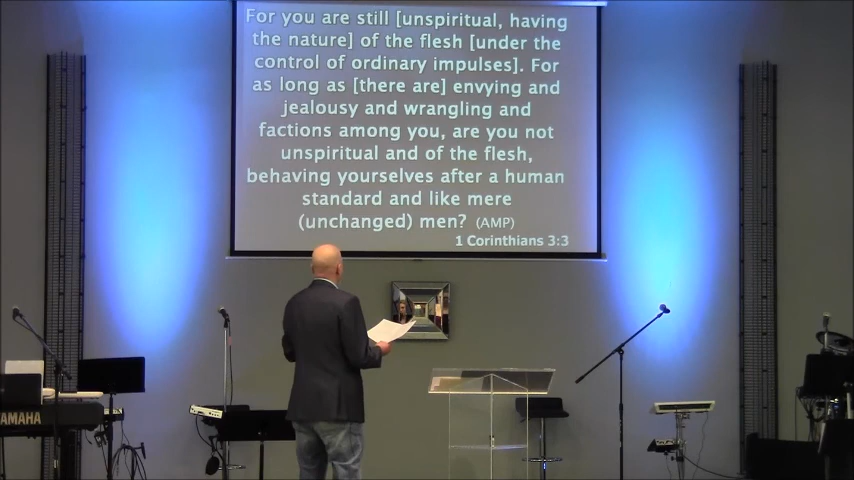 For you are still [unspiritual, having
the nature] of the flesh [under the
control of ordinary impulses]. For
as long as [there are] envying and
jealousy and wrangling and
factions among you, are you not
unspiritual and of the flesh,
behaving yourselves after a human
standard and like mere
(unchanged) men? (AMP)
1 Corinthians 3:3
YAMAHA